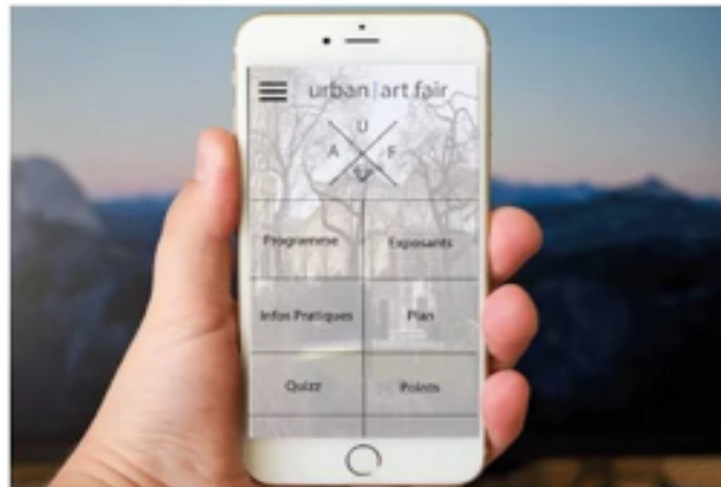 urban|art fair
U
A F
Programme Exposants
Infos Pratiques Plan
Quizz Points